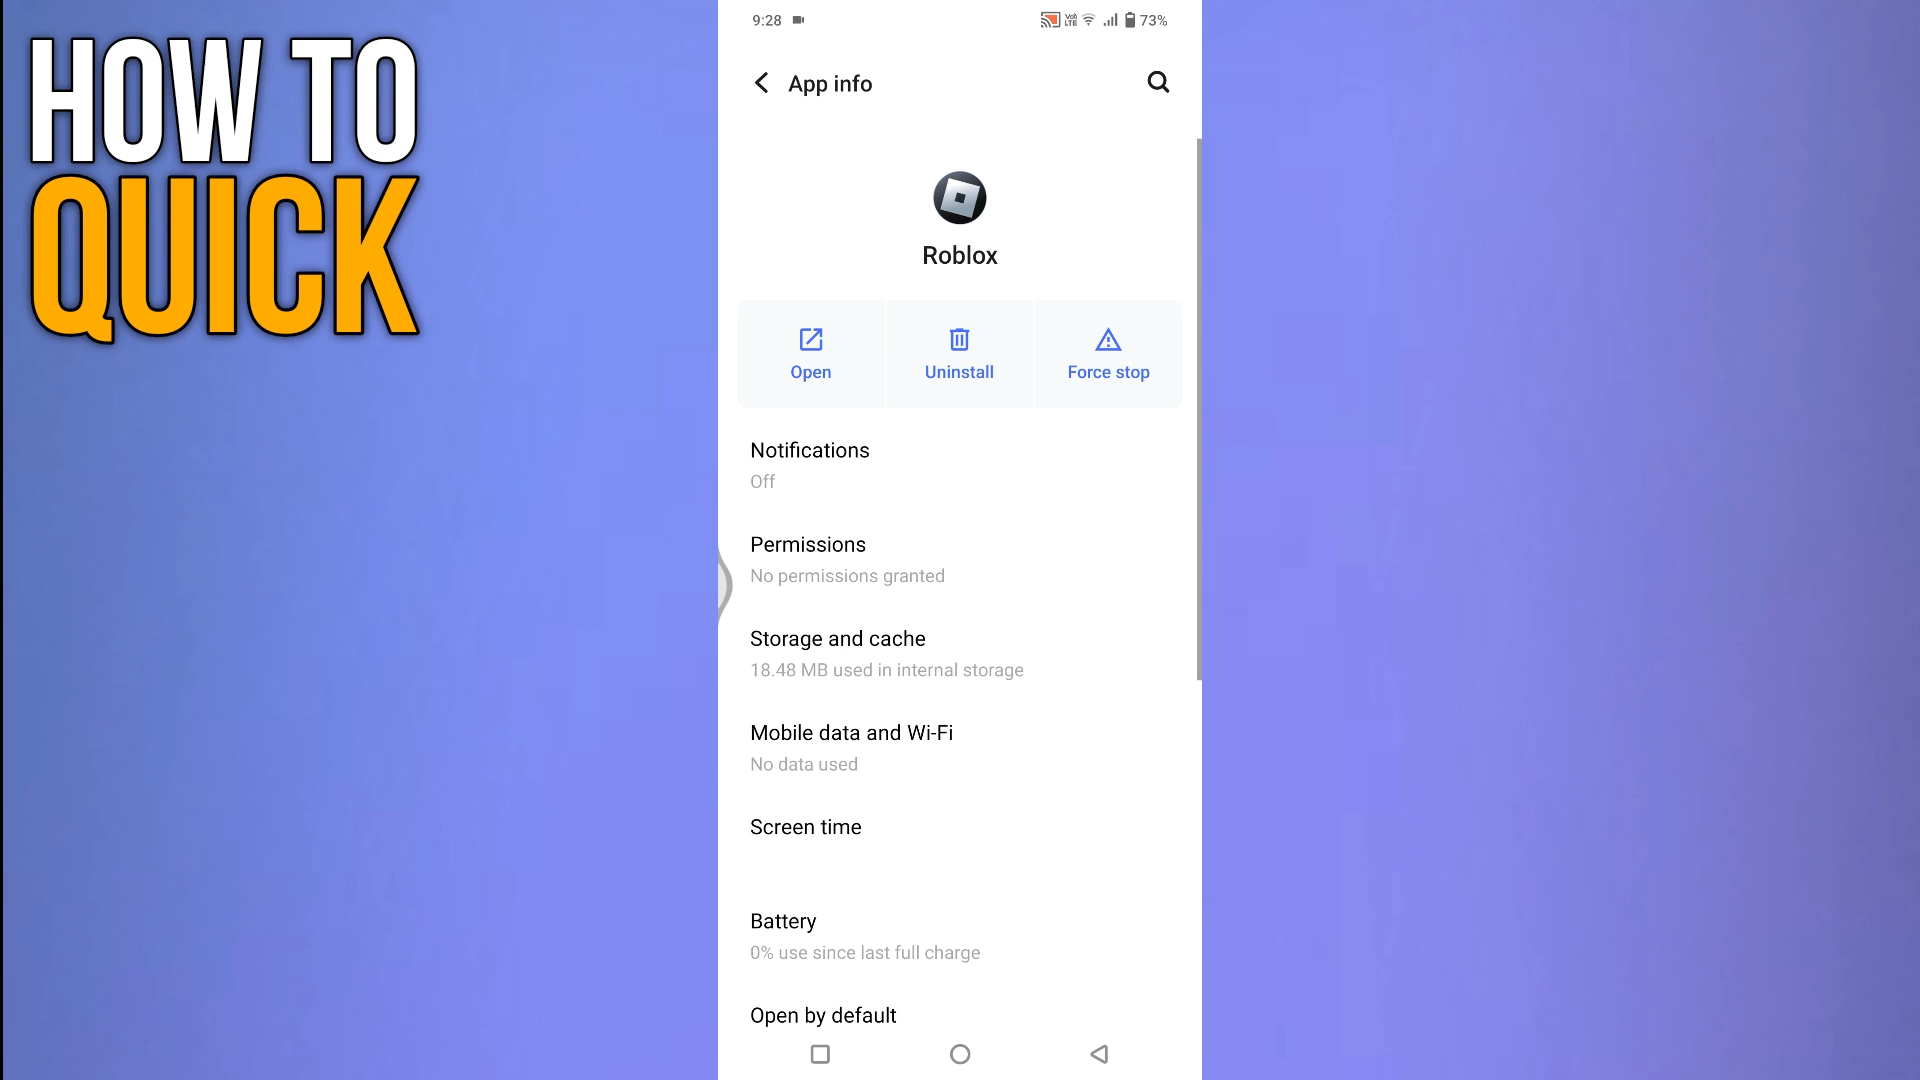 HOW TO
QUICK
9:28
Vo)) LTE
73%
App info
Roblox
Open
Uninstall
Force stop
Notifications
Off
Permissions
No permissions granted
Storage and cache
18.48 MB used in internal storage
Mobile data and Wi-Fi
No data used
Screen time
Battery
0% use since last full charge
Open by default